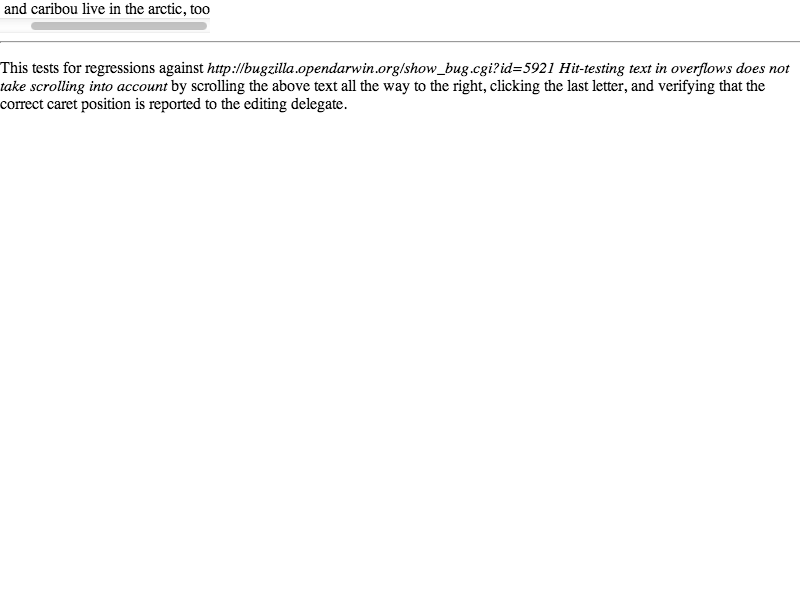 and caribou live in the arctic, too
This tests for regressions against http://bugzilla.opendarwin.org/show_bug.cgi?id=5921 Hit-testing text in overflows does not
take scrolling into account by scrolling the above text all the way to the right, clicking the last letter, and verifying that the
correct caret position is reported to the editing delegate.